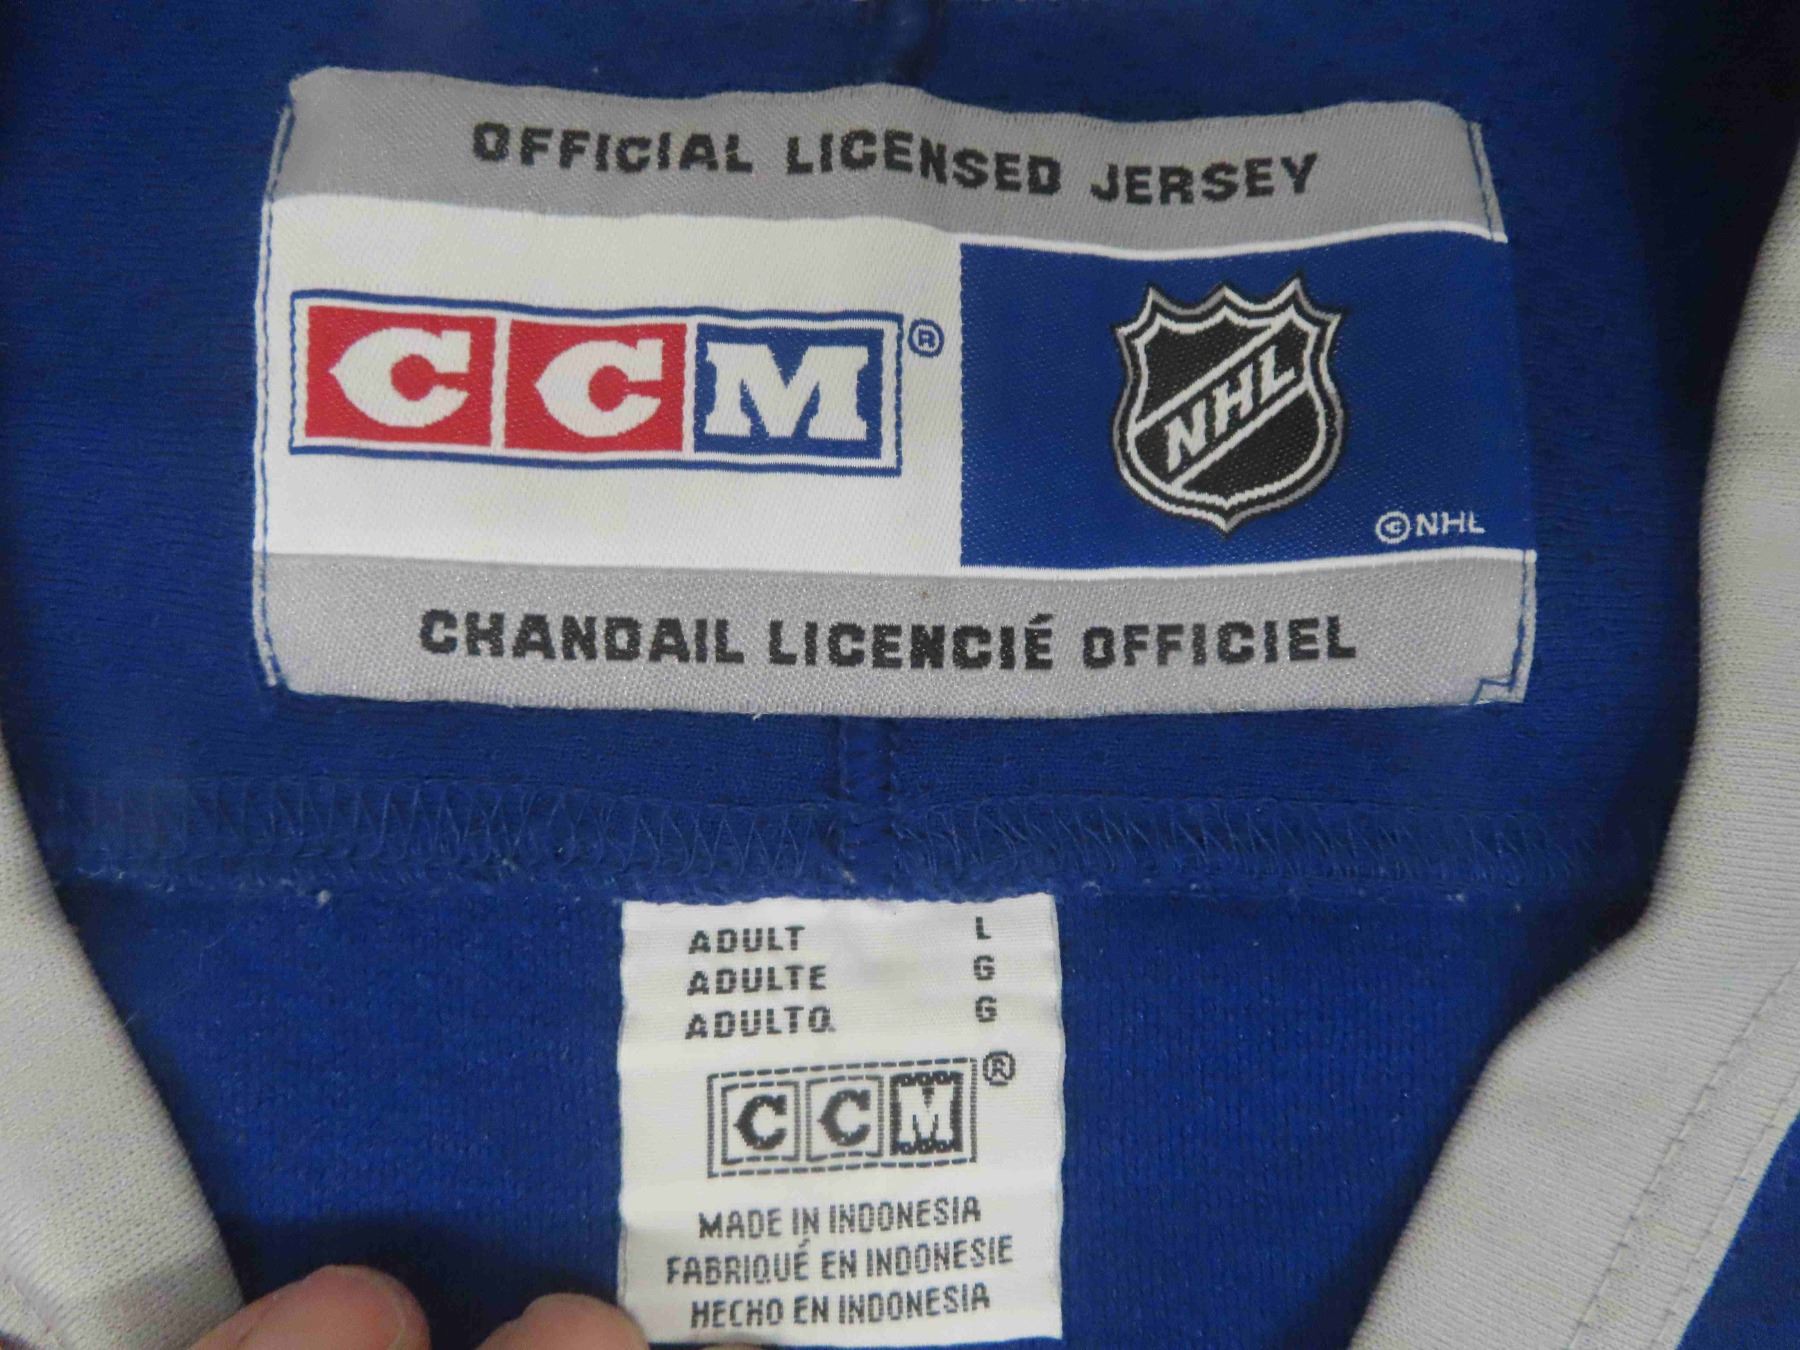 OFFICIAL LICENSED JERSEY
CCM®
NHL
©NHL
CHANDAIL LICENCIÉ OFFICIEL
ADULT L
ADULTE G
ADULTO G
CCM®
MADE IN INDONESIA
FABRIQUÉ EN INDONESIE
HECHO EN INDONESIA